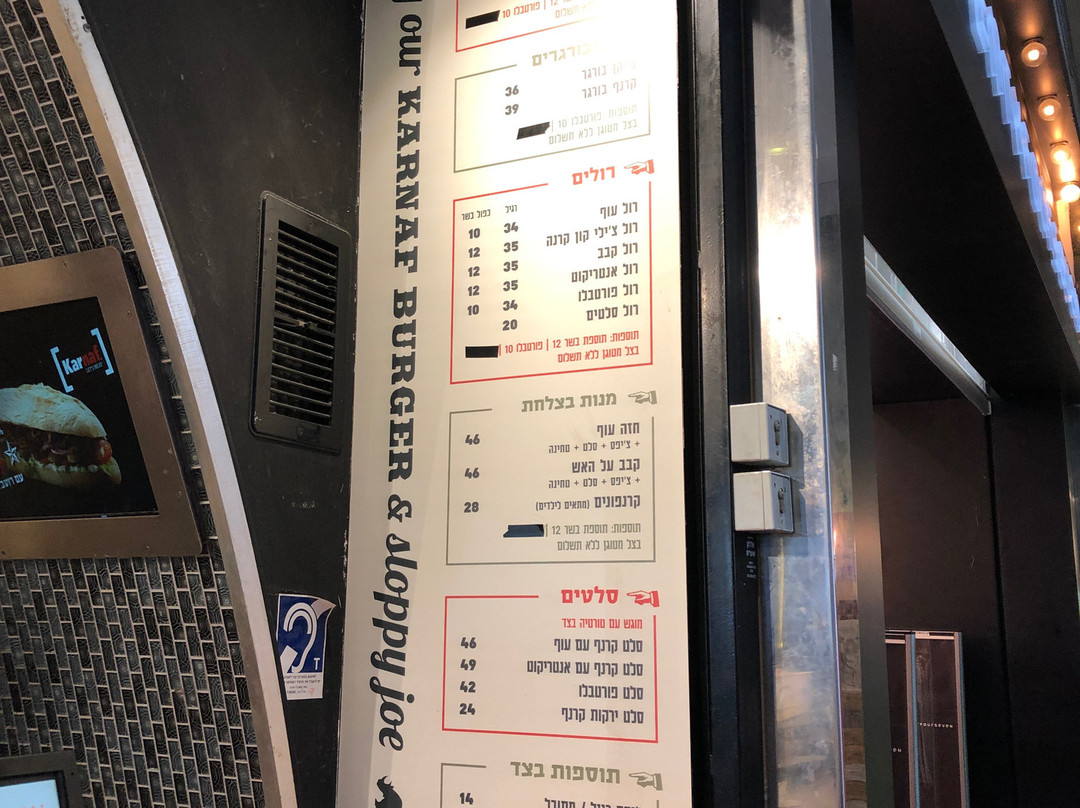 our KARNAF BURGER & sloppy joe
פורטבלו 10
תשלום
בורגרים
בורגר
36 קרנף בורגר
39
תוספות: פורטבלו 10 |
בצל מטוגן ללא תשלום
רולים
רגיל כפול בשר
רול עוף 34 10
רול צ'ילי קון קרנה 35 12
רול קבב 35 12
רול אנטריקוט 35 12
רול פורטבלו 34 10
רול סלטים 20
תוספות: תוספת בשר 12 | פורטבלו 10 |
בצל מטוגן ללא תשלום
מנות בצלחת
חזה עוף 46
+ צ'יפס + סלט + טחינה
קבב על האש 46
+ צ'יפס + סלט + טחינה
קרנפונים (מתאים לילדים) 28
תוספות: תוספת בשר 12 |
בצל מטוגן ללא תשלום
סלטים
מוגש עם טורטיה בצד
סלט קרנף עם עוף 46
סלט קרנף עם אנטריקוט 49
סלט פורטבלו 42
סלט ירקות קרנף 24
תוספות בצד
14
[Karnaf]
T